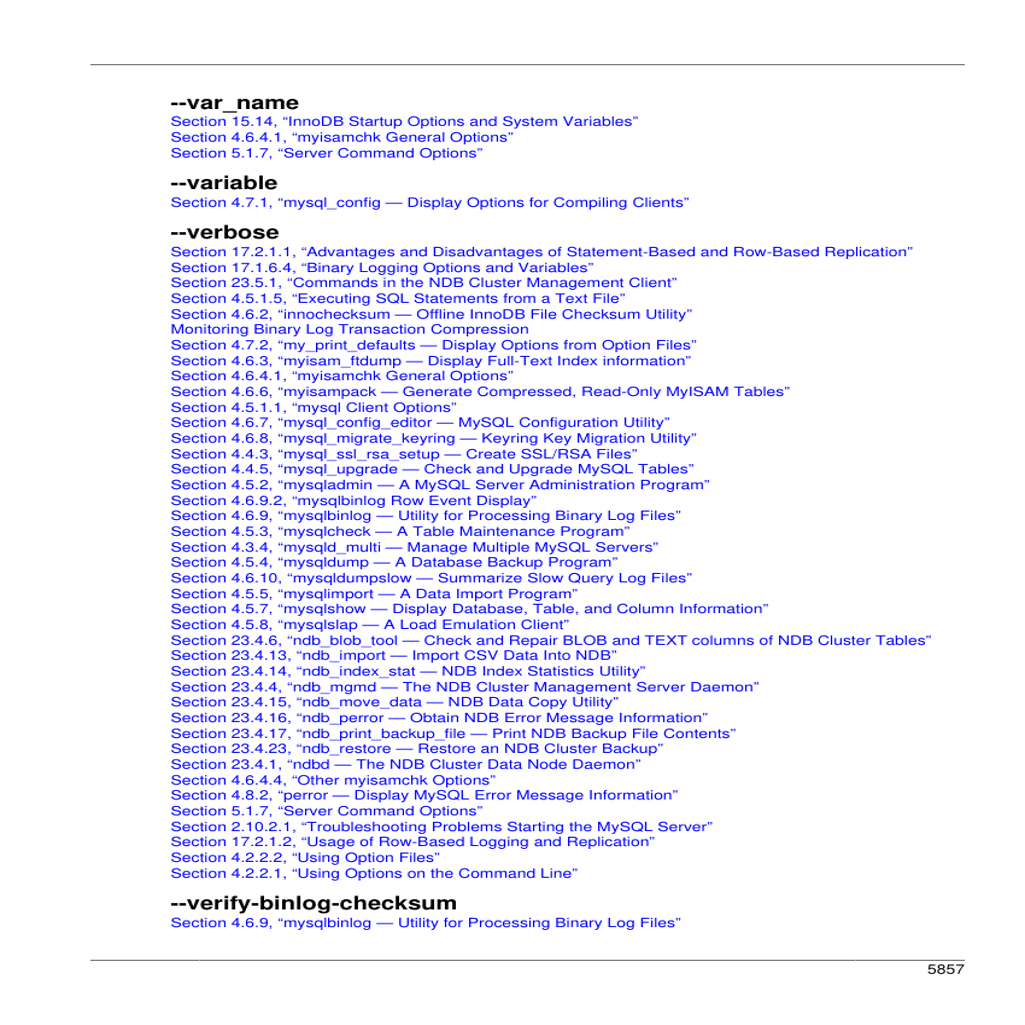 --var_name
Section 15.14, “InnoDB Startup Options and System Variables”
Section 4.6.4.1, “myisamchk General Options”
Section 5.1.7, “Server Command Options”
--variable
Section 4.7.1, “mysql_config — Display Options for Compiling Clients”
--verbose
Section 17.2.1.1, “Advantages and Disadvantages of Statement-Based and Row-Based Replication”
Section 17.1.6.4, “Binary Logging Options and Variables”
Section 23.5.1, “Commands in the NDB Cluster Management Client”
Section 4.5.1.5, “Executing SQL Statements from a Text File”
Section 4.6.2, “innochecksum — Offline InnoDB File Checksum Utility”
Monitoring Binary Log Transaction Compression
Section 4.7.2, “my_print_defaults — Display Options from Option Files”
Section 4.6.3, “myisam_ftdump — Display Full-Text Index information”
Section 4.6.4.1, “myisamchk General Options”
Section 4.6.6, “myisampack — Generate Compressed, Read-Only MyISAM Tables”
Section 4.5.1.1, “mysql Client Options”
Section 4.6.7, “mysql_config_editor — MySQL Configuration Utility”
Section 4.6.8, “mysql_migrate_keyring — Keyring Key Migration Utility”
Section 4.4.3, “mysql_ssl_rsa_setup — Create SSL/RSA Files”
Section 4.4.5, “mysql_upgrade — Check and Upgrade MySQL Tables”
Section 4.5.2, “mysqladmin — A MySQL Server Administration Program”
Section 4.6.9.2, “mysqlbinlog Row Event Display”
Section 4.6.9, “mysqlbinlog — Utility for Processing Binary Log Files”
Section 4.5.3, “mysqlcheck — A Table Maintenance Program”
Section 4.3.4, “mysqld_multi — Manage Multiple MySQL Servers”
Section 4.5.4, “mysqldump — A Database Backup Program”
Section 4.6.10, “mysqldumpslow — Summarize Slow Query Log Files”
Section 4.5.5, “mysqlimport — A Data Import Program”
Section 4.5.7, “mysqlshow — Display Database, Table, and Column Information”
Section 4.5.8, “mysqlslap — A Load Emulation Client”
Section 23.4.6, “ndb_blob_tool — Check and Repair BLOB and TEXT columns of NDB Cluster Tables”
Section 23.4.13, “ndb_import — Import CSV Data Into NDB”
Section 23.4.14, “ndb_index_stat — NDB Index Statistics Utility”
Section 23.4.4, “ndb_mgmd — The NDB Cluster Management Server Daemon”
Section 23.4.15, “ndb_move_data — NDB Data Copy Utility”
Section 23.4.16, “ndb_perror — Obtain NDB Error Message Information”
Section 23.4.17, “ndb_print_backup_file — Print NDB Backup File Contents”
Section 23.4.23, “ndb_restore — Restore an NDB Cluster Backup”
Section 23.4.1, “ndbd — The NDB Cluster Data Node Daemon”
Section 4.6.4.4, “Other myisamchk Options”
Section 4.8.2, “perror — Display MySQL Error Message Information”
Section 5.1.7, “Server Command Options”
Section 2.10.2.1, “Troubleshooting Problems Starting the MySQL Server”
Section 17.2.1.2, “Usage of Row-Based Logging and Replication”
Section 4.2.2.2, “Using Option Files”
Section 4.2.2.1, “Using Options on the Command Line”
--verify-binlog-checksum
Section 4.6.9, “mysqlbinlog — Utility for Processing Binary Log Files”
5857